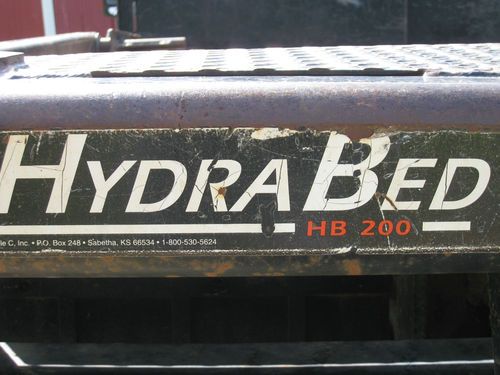 HYDRABED
HB 200
le C, Inc. • P.O. Box 248 • Sabetha, KS 66534 • 1-800-530-5624